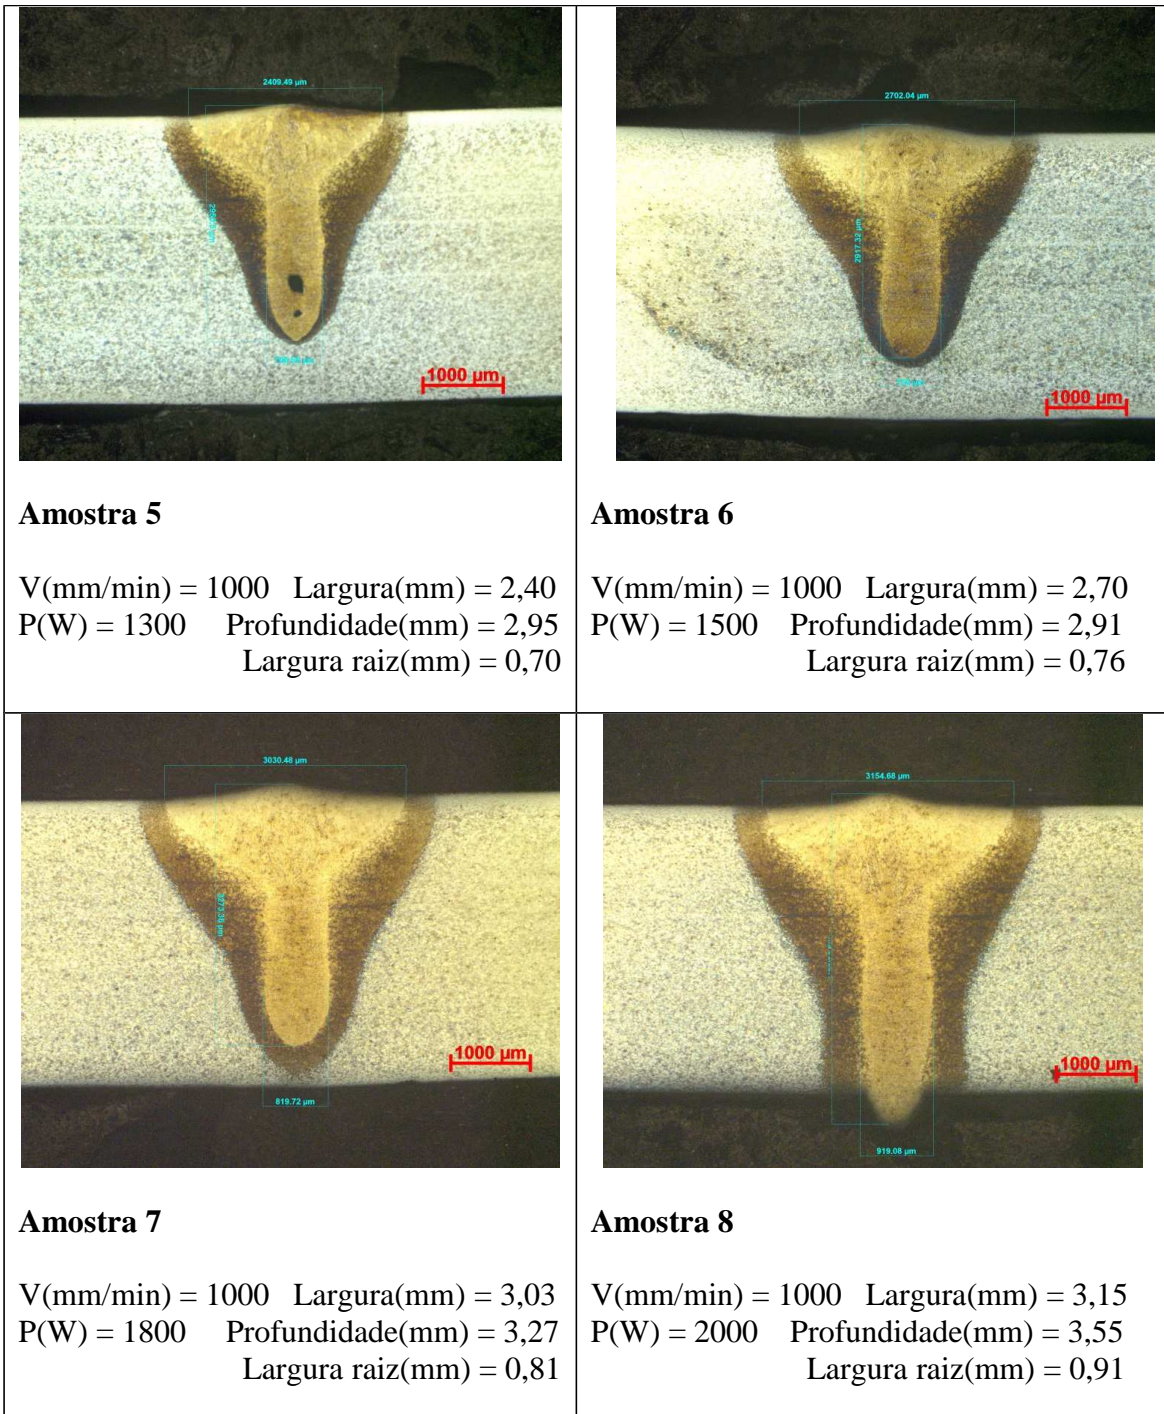 2409.49 µm
1000 µm
2702.04 µm
2917.32 µm
1000 µm
Amostra 5
V(mm/min) = 1000 Largura(mm) = 2,40
P(W) = 1300 Profundidade(mm) = 2,95
Largura raiz(mm) = 0,70
Amostra 6
V(mm/min) = 1000 Largura(mm) = 2,70
P(W) = 1500 Profundidade(mm) = 2,91
Largura raiz(mm) = 0,76
3030.48 µm
1000 µm
819.72 µm
3154.68 µm
1000 µm
919.08 µm
Amostra 7
V(mm/min) = 1000 Largura(mm) = 3,03
P(W) = 1800 Profundidade(mm) = 3,27
Largura raiz(mm) = 0,81
Amostra 8
V(mm/min) = 1000 Largura(mm) = 3,15
P(W) = 2000 Profundidade(mm) = 3,55
Largura raiz(mm) = 0,91